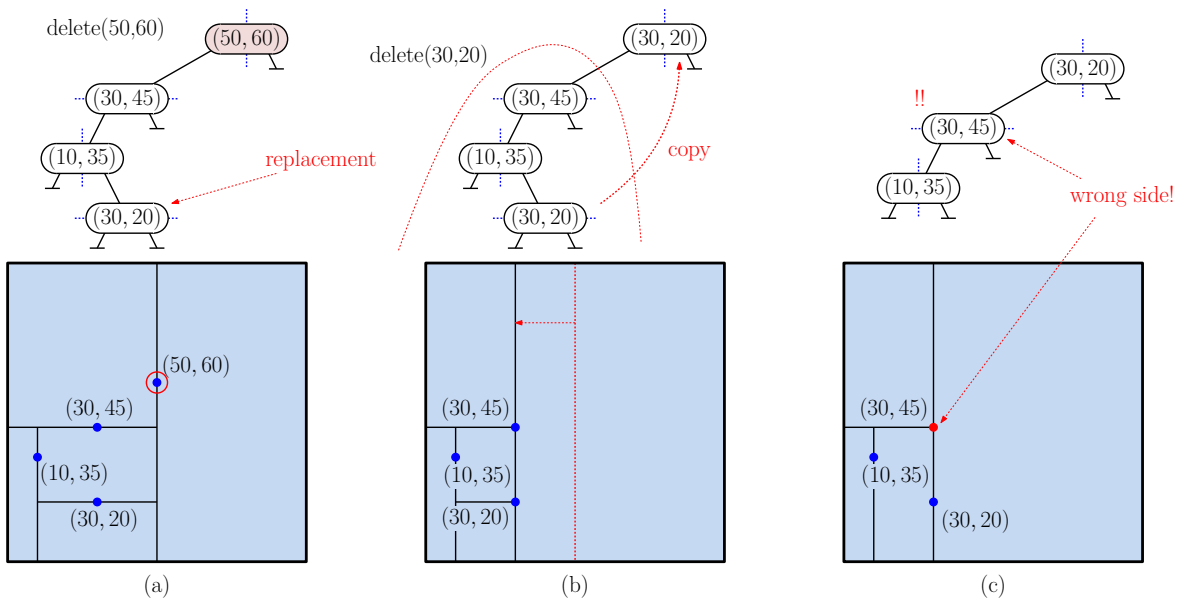 delete(50,60)
(50, 60)
(30, 45)
(10, 35)
replacement
(30, 20)
(50, 60)
(30, 45)
(10, 35)
(30, 20)
(a)
delete(30,20)
(30, 20)
(30, 45)
(10, 35)
copy
(30, 20)
(30, 45)
(10, 35)
(30, 20)
(b)
(30, 20)
!!
(30, 45)
(10, 35)
wrong side!
(30, 45)
(10, 35)
(30, 20)
(c)